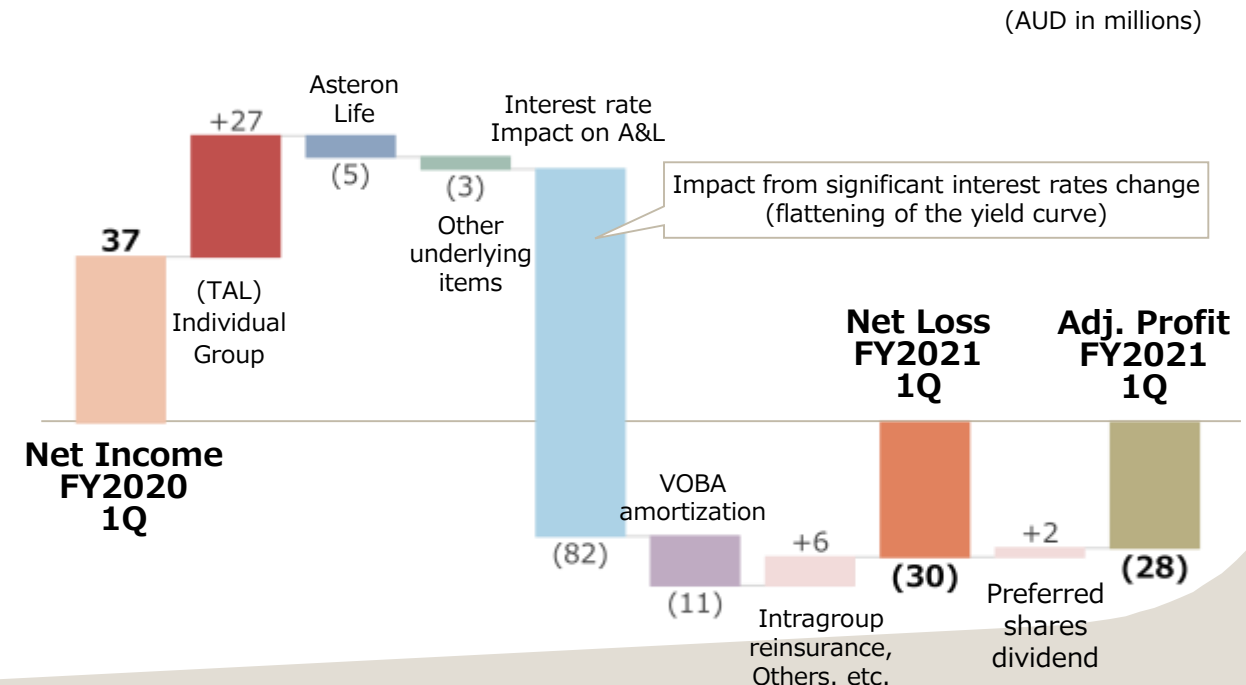 (AUD in millions)
Asteron
Life
+27
Interest rate
Impact on A&L
(5)
(3)
Impact from significant interest rates change
(flattening of the yield curve)
37
Other
underlying
items
(TAL)
Individual
Group
Net Loss
FY2021
1Q
Adj. Profit
FY2021
1Q
Net Income
FY2020
1Q
VOBA
amortization
(82)
+6
+2
(30)
(28)
(11)
Intragroup
reinsurance,
Others, etc.
Preferred
shares
dividend